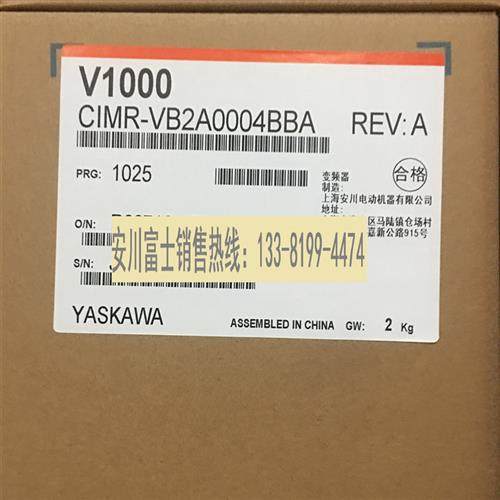 V1000
CIMR-VB2A0004BBA
REV: A
PRG: 1025
变频器
制造:
上海安川电动机器有限公司
地址:
区马陆镇仓场村
嘉新公路915号
合格
O/N:
安川富士销售热线：133-8199-4474
S/N:
YASKAWA
ASSEMBLED IN CHINA GW: 2 Kg